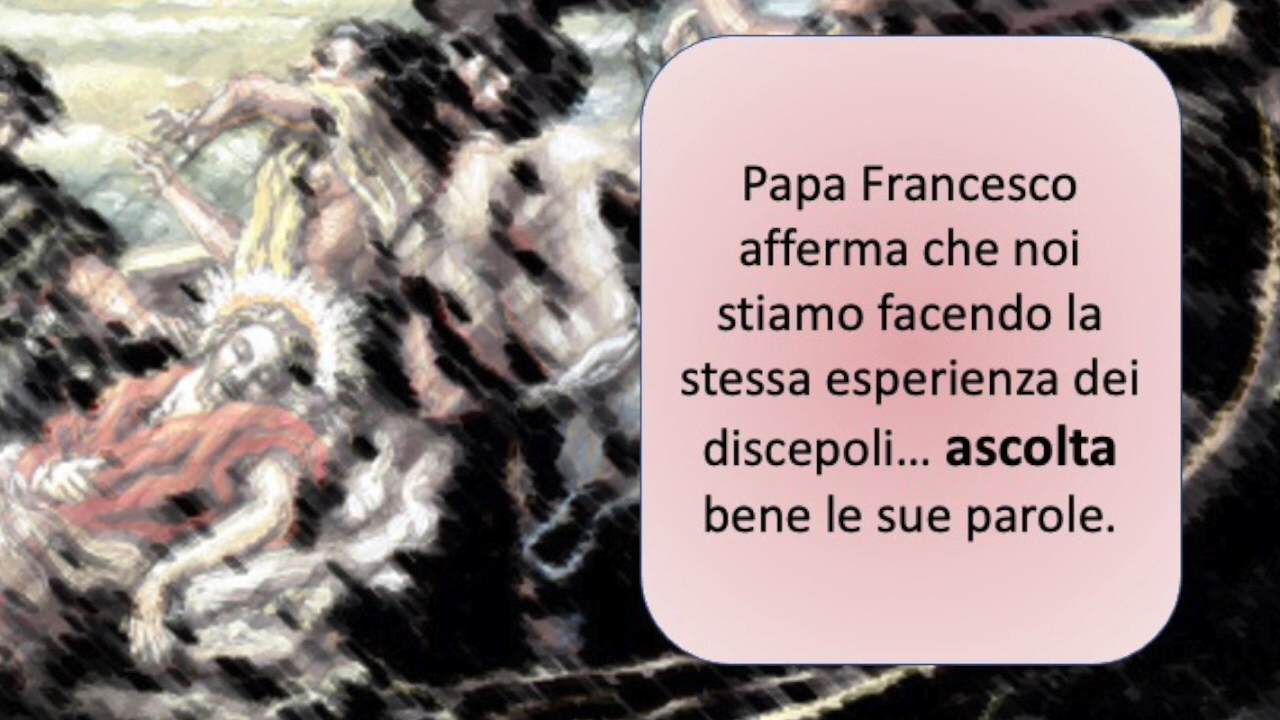 Papa Francesco
afferma che noi
stiamo facendo la
stessa esperienza dei
discepoli... ascolta
bene le sue parole.